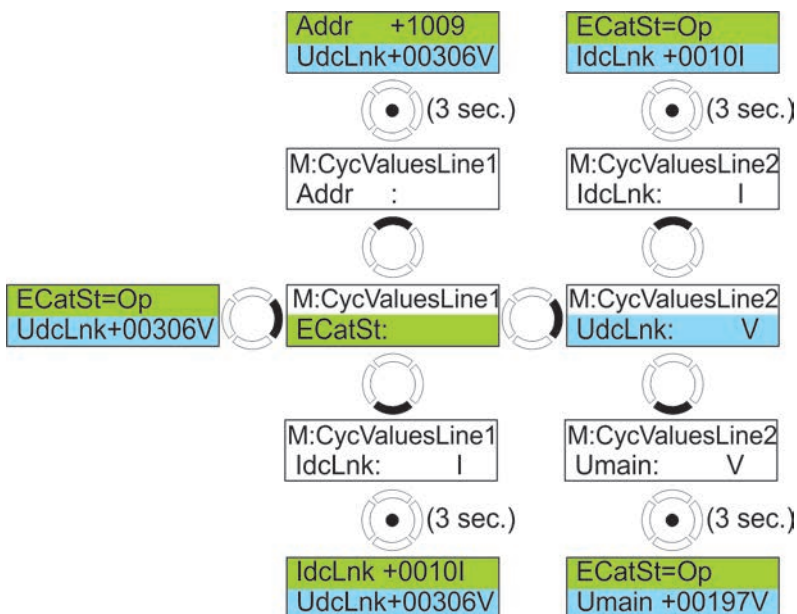 Addr +1009
UdcLnk+00306V
ECatSt=Op
IdcLnk +0010I
(3 sec.)
(3 sec.)
M:CycValuesLine1
Addr :
M:CycValuesLine2
IdcLnk: I
ECatSt=Op
UdcLnk+00306V
M:CycValuesLine1
ECatSt:
M:CycValuesLine2
UdcLnk: V
M:CycValuesLine1
IdcLnk: I
M:CycValuesLine2
Umain: V
(3 sec.)
(3 sec.)
IdcLnk +0010I
UdcLnk+00306V
ECatSt=Op
Umain +00197V